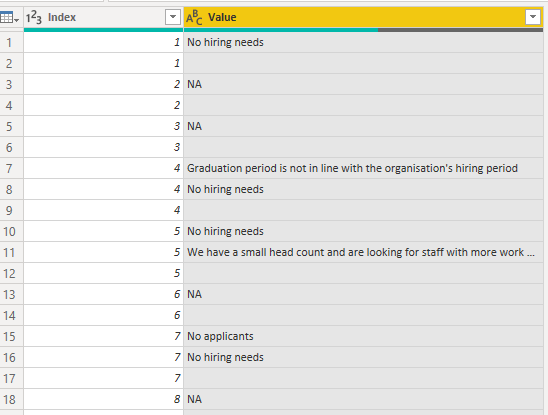 1²3 Index ABC Value
1 1 No hiring needs
2 1
3 2 NA
4 2
5 3 NA
6 3
7 4 Graduation period is not in line with the organisation's hiring period
8 4 No hiring needs
9 4
10 5 No hiring needs
11 5 We have a small head count and are looking for staff with more work ...
12 5
13 6 NA
14 6
15 7 No applicants
16 7 No hiring needs
17 7
18 8 NA